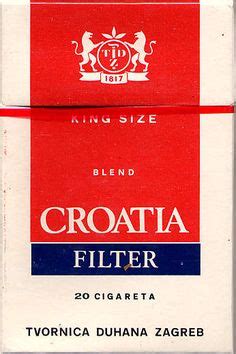 TDZ
1817
KING SIZE
BLEND
CROATIA
FILTER
20 CIGARETA
TVORNICA DUHANA ZAGREB